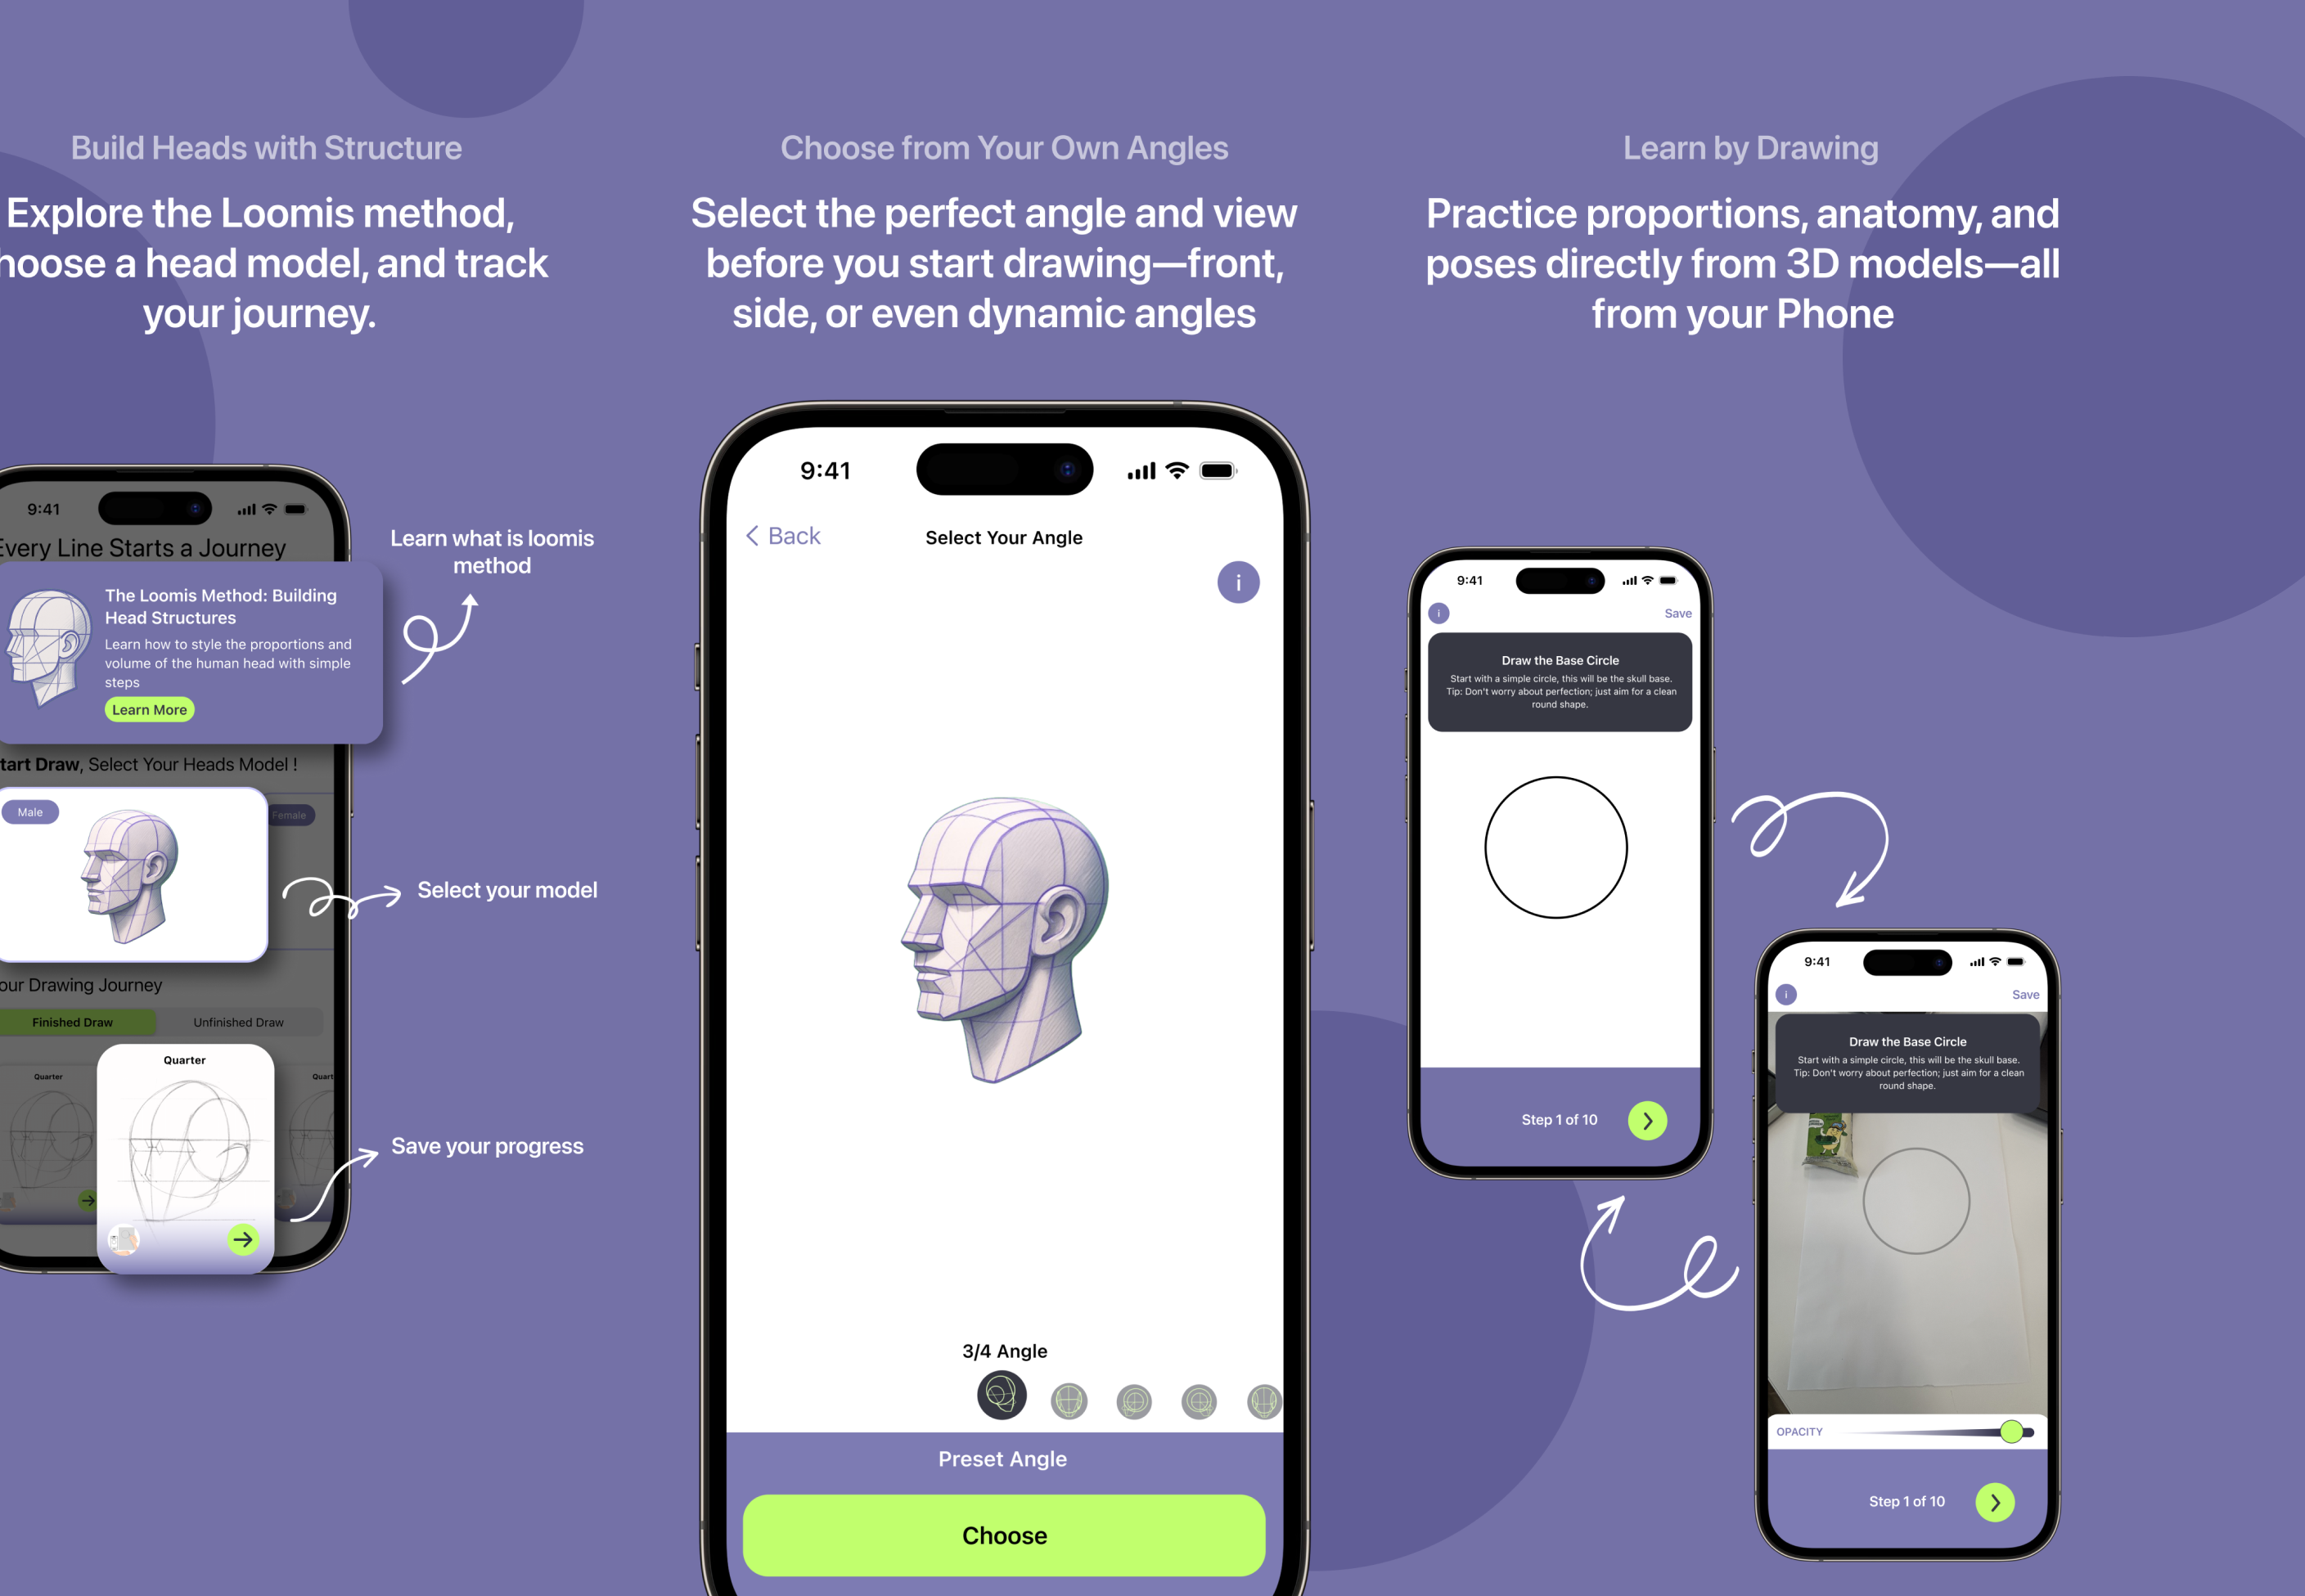 Build Heads with Structure
Explore the Loomis method,
hoose a head model, and track
your journey.
9:41
Every Line Starts a Journey
The Loomis Method: Building
Head Structures
Learn how to style the proportions and
volume of the human head with simple
steps
Learn More
Learn what is loomis
method
tart Draw, Select Your Heads Model !
Male
Female
Select your model
our Drawing Journey
Finished Draw
Unfinished Draw
Quarter
Quarter
Quart
Save your progress
Choose from Your Own Angles
Select the perfect angle and view
before you start drawing—front,
side, or even dynamic angles
9:41
Back
Select Your Angle
i
3/4 Angle
Preset Angle
Choose
Learn by Drawing
Practice proportions, anatomy, and
poses directly from 3D models—all
from your Phone
9:41
i
Save
Draw the Base Circle
Start with a simple circle, this will be the skull base.
Tip: Don't worry about perfection; just aim for a clean
round shape.
Step 1 of 10
9:41
i
Save
Draw the Base Circle
Start with a simple circle, this will be the skull base.
Tip: Don't worry about perfection; just aim for a clean
round shape.
OPACITY
Step 1 of 10